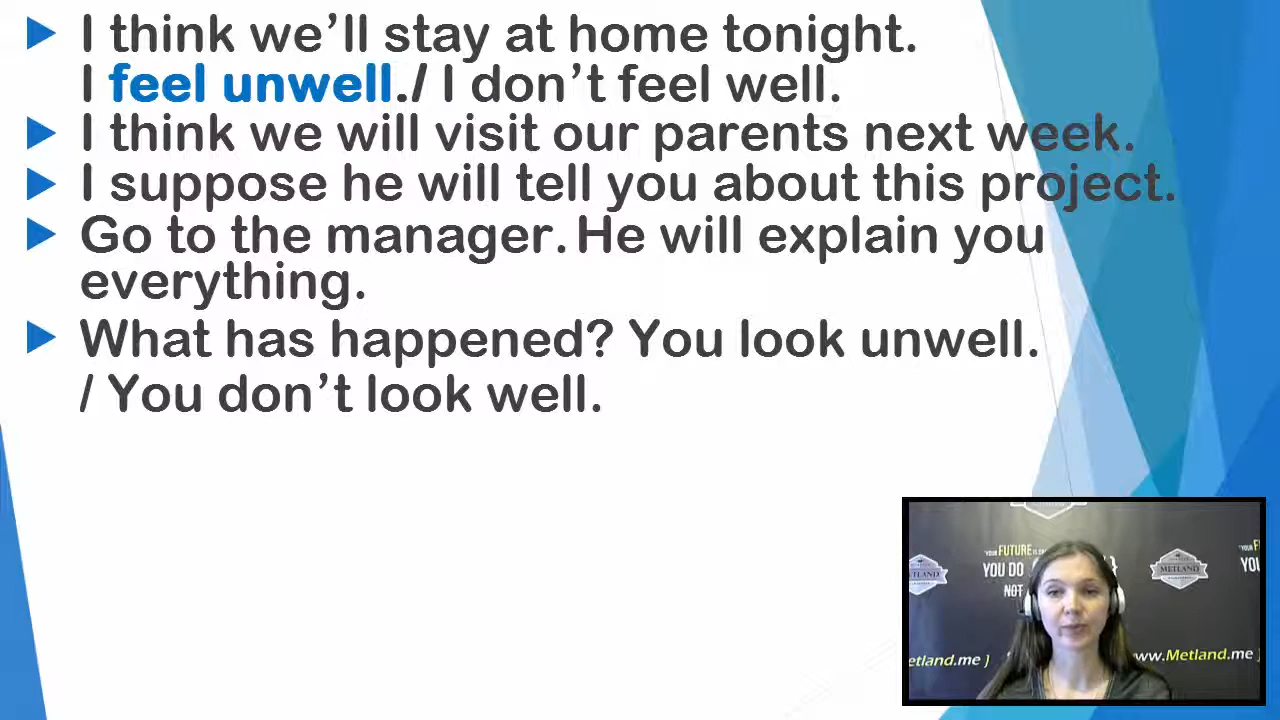 I think we’ll stay at home tonight.
I feel unwell./ I don’t feel well.
I think we will visit our parents next week.
I suppose he will tell you about this project.
Go to the manager. He will explain you
everything.
What has happened? You look unwell.
/ You don’t look well.
"YOUR FUTURE IS
YOU DO
NOT
METLAND
etland.me ]
METLAND
"YOUR
YOU
www.Metland.me ]